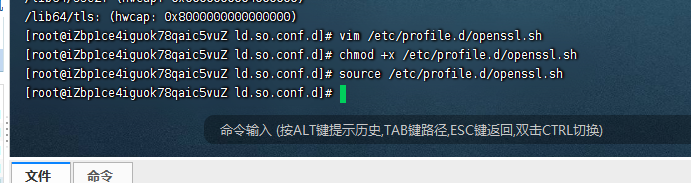 /lib64/tls: (hwcap: 0x8000000000000000)
[root@iZbp1ce4iguok78qaic5vuZ ld.so.conf.d]# vim /etc/profile.d/openssl.sh
[root@iZbp1ce4iguok78qaic5vuZ ld.so.conf.d]# chmod +x /etc/profile.d/openssl.sh
[root@iZbp1ce4iguok78qaic5vuZ ld.so.conf.d]# source /etc/profile.d/openssl.sh
[root@iZbp1ce4iguok78qaic5vuZ ld.so.conf.d]#
命令输入 (按ALT键提示历史,TAB键路径,ESC键返回,双击CTRL切换)
文件 命令